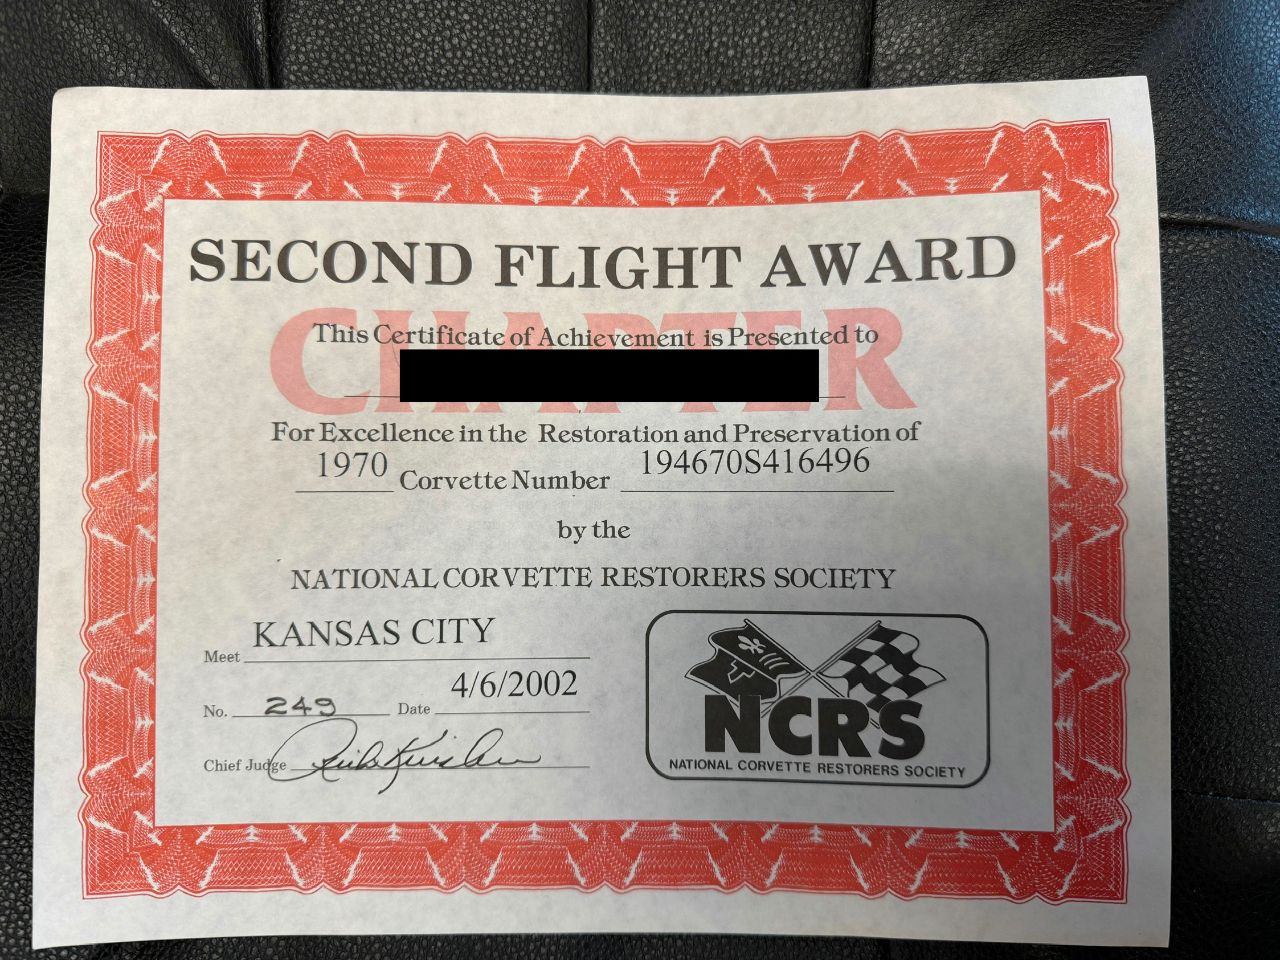 SECOND FLIGHT AWARD
CHAPTER
This Certificate of Achievement is Presented to
For Excellence in the Restoration and Preservation of
1970 Corvette Number 194670S416496
by the
NATIONAL CORVETTE RESTORERS SOCIETY
Meet KANSAS CITY
No. 249 Date 4/6/2002
Chief Judge
NCRS
NATIONAL CORVETTE RESTORERS SOCIETY